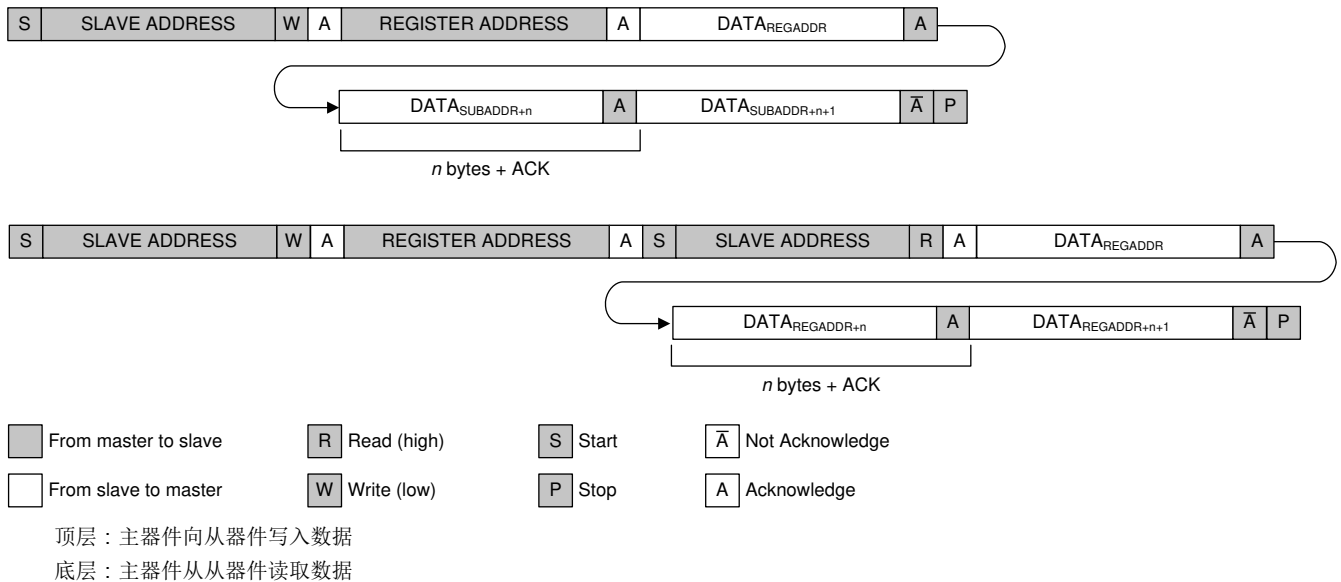 S SLAVE ADDRESS W A REGISTER ADDRESS A DATAREGADDR A
DATASUBADDR+n A DATASUBADDR+n+1 A̅ P
n bytes + ACK
S SLAVE ADDRESS W A REGISTER ADDRESS A S SLAVE ADDRESS R A DATAREGADDR A
DATAREGADDR+n A DATAREGADDR+n+1 A̅ P
n bytes + ACK
From master to slave R Read (high) S Start A̅ Not Acknowledge
From slave to master W Write (low) P Stop A Acknowledge
顶层：主器件向从器件写入数据
底层：主器件从从器件读取数据